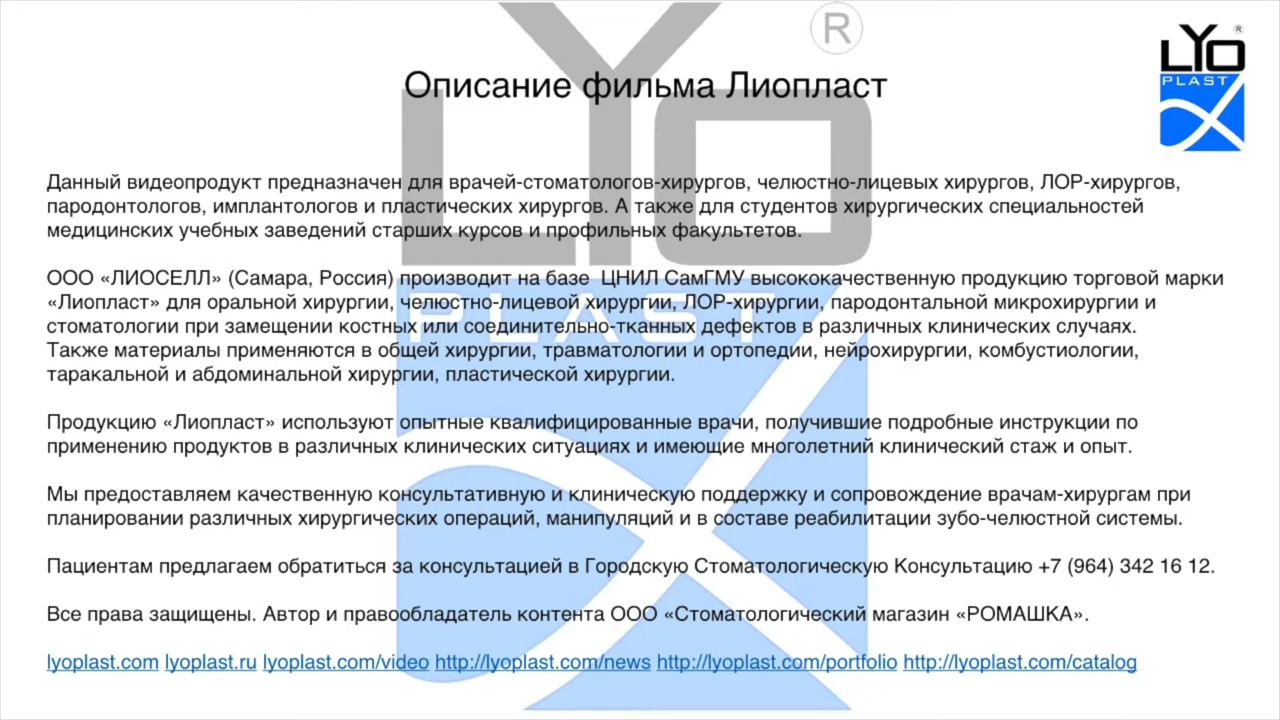 LYO
®
PLAST
Описание фильма Лиопласт
LYO
®
PLAST
Данный видеопродукт предназначен для врачей-стоматологов-хирургов, челюстно-лицевых хирургов, ЛОР-хирургов,
пародонтологов, имплантологов и пластических хирургов. А также для студентов хирургических специальностей
медицинских учебных заведений старших курсов и профильных факультетов.
ООО «ЛИОСЕЛЛ» (Самара, Россия) производит на базе ЦНИЛ СамГМУ высококачественную продукцию торговой марки
«Лиопласт» для оральной хирургии, челюстно-лицевой хирургии, ЛОР-хирургии, пародонтальной микрохирургии и
стоматологии при замещении костных или соединительно-тканных дефектов в различных клинических случаях.
Также материалы применяются в общей хирургии, травматологии и ортопедии, нейрохирургии, комбустиологии,
таракальной и абдоминальной хирургии, пластической хирургии.
Продукцию «Лиопласт» используют опытные квалифицированные врачи, получившие подробные инструкции по
применению продуктов в различных клинических ситуациях и имеющие многолетний клинический стаж и опыт.
Мы предоставляем качественную консультативную и клиническую поддержку и сопровождение врачам-хирургам при
планировании различных хирургических операций, манипуляций и в составе реабилитации зубо-челюстной системы.
Пациентам предлагаем обратиться за консультацией в Городскую Стоматологическую Консультацию +7 (964) 342 16 12.
Все права защищены. Автор и правообладатель контента ООО «Стоматологический магазин «РОМАШКА».
lyoplast.com lyoplast.ru lyoplast.com/video http://lyoplast.com/news http://lyoplast.com/portfolio http://lyoplast.com/catalog